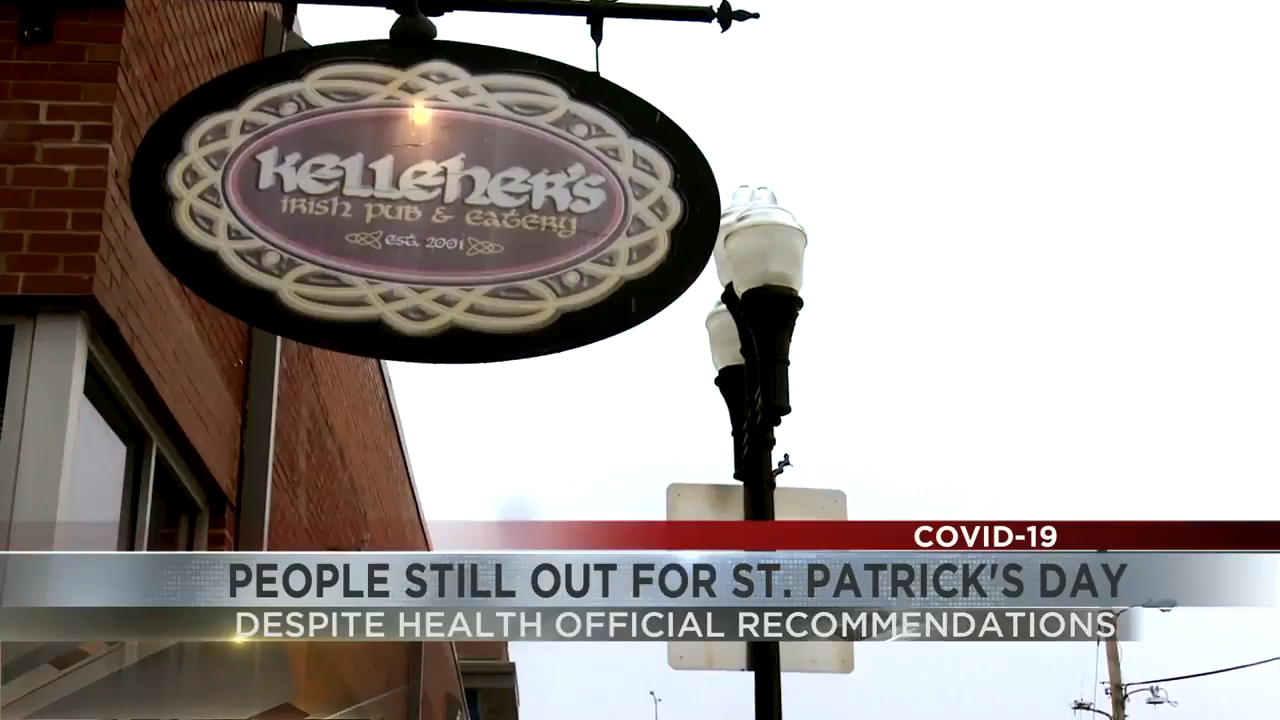 KELLEHER'S
IRISH PUB & EATERY
EST. 2001
COVID-19
PEOPLE STILL OUT FOR ST. PATRICK'S DAY
DESPITE HEALTH OFFICIAL RECOMMENDATIONS